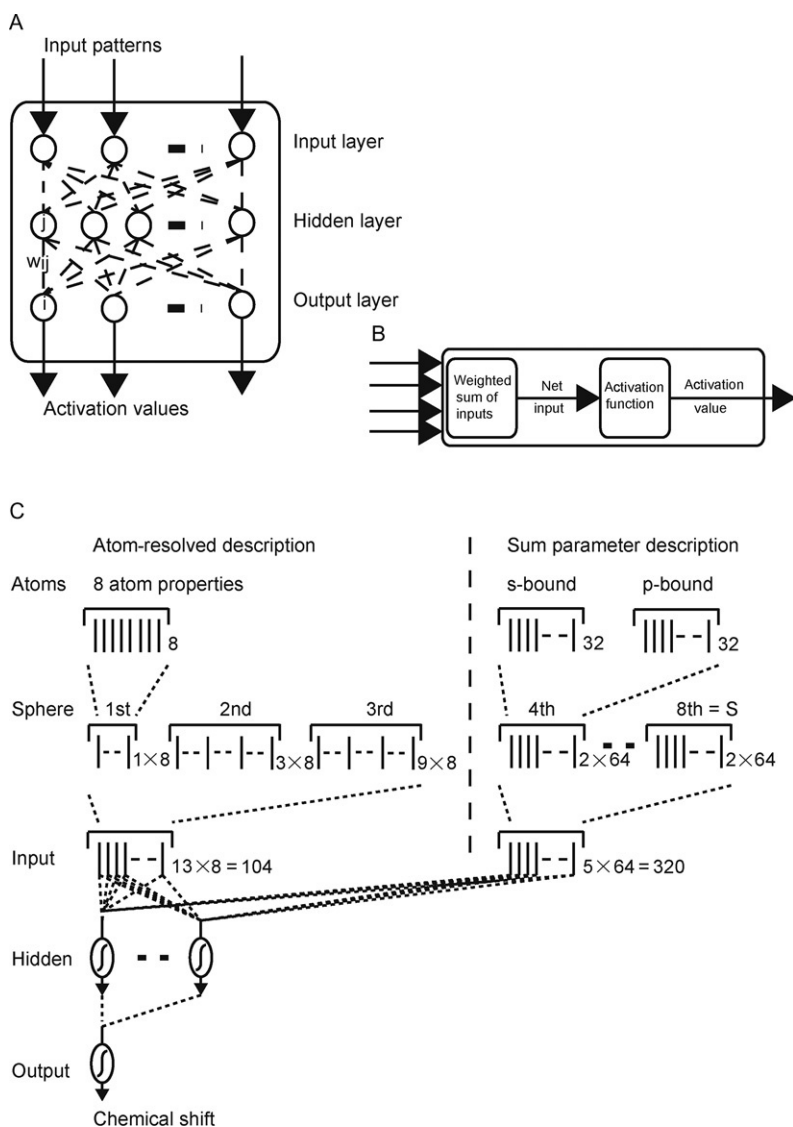 A
Input patterns
Input layer
j
Hidden layer
wij
i
Output layer
Activation values
B
Weighted
sum of
inputs
Net
input
Activation
function
Activation
value
C
Atom-resolved description
Sum parameter description
Atoms
8 atom properties
s-bound
p-bound
8
32
32
Sphere
1st
2nd
3rd
4th
8th = S
1×8
3×8
9×8
2×64
2×64
Input
13×8=104
5×64=320
Hidden
Output
Chemical shift